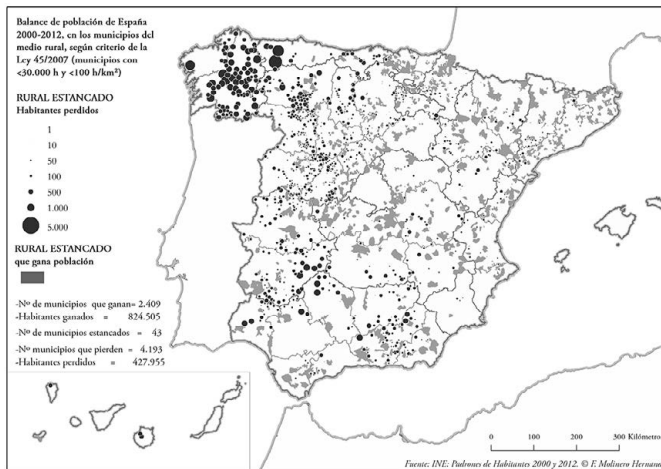 Balance de población de España
2000-2012, en los municipios del
medio rural, según criterio de la
Ley 45/2007 (municipios con
<30.000 h y <100 h/km²)
RURAL ESTANCADO
Habitantes perdidos
1
10
50
100
500
1.000
5.000
RURAL ESTANCADO
que gana población
-Nº de municipios que ganan= 2.409
-Habitantes ganados = 824.505
-Nº de municipios estancados = 43
-Nº municipios que pierden = 4.193
-Habitantes perdidos = 427.955
0 100 200 300 Kilómetro
Fuente: INE: Padrones de Habitantes 2000 y 2012. © F. Molinero Hernand